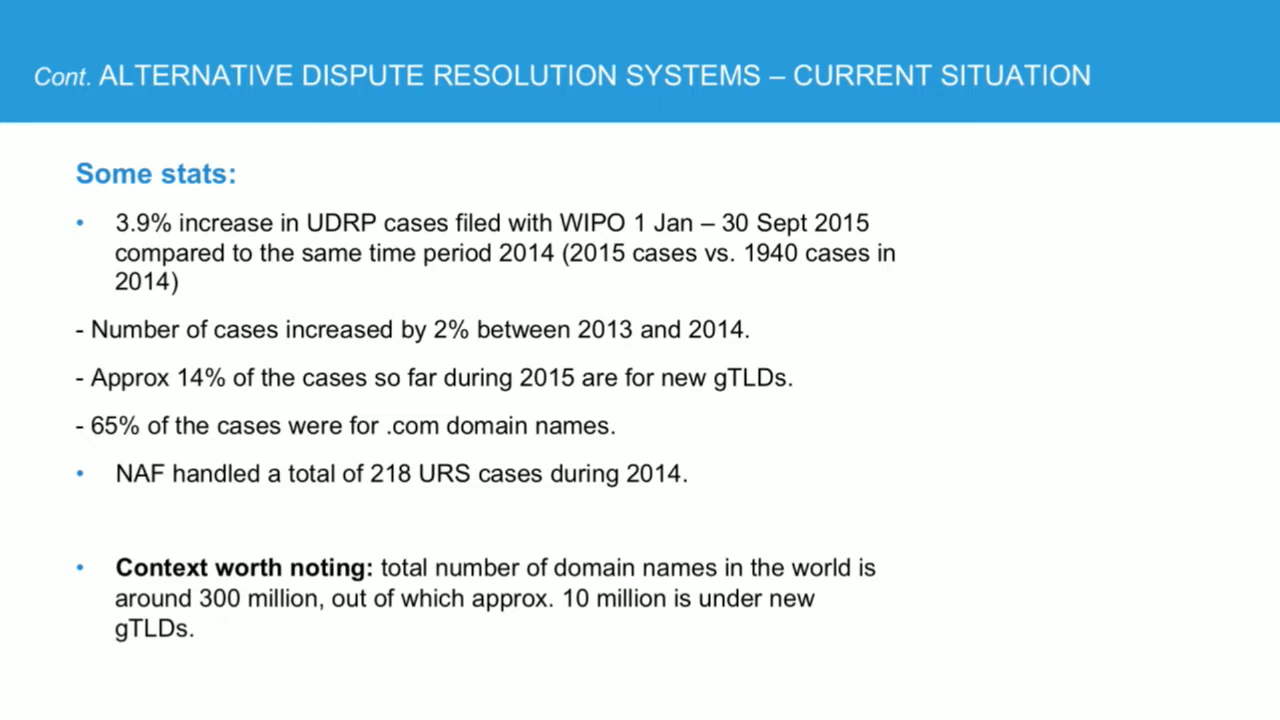 Cont. ALTERNATIVE DISPUTE RESOLUTION SYSTEMS – CURRENT SITUATION
Some stats:
• 3.9% increase in UDRP cases filed with WIPO 1 Jan – 30 Sept 2015
compared to the same time period 2014 (2015 cases vs. 1940 cases in
2014)
- Number of cases increased by 2% between 2013 and 2014.
- Approx 14% of the cases so far during 2015 are for new gTLDs.
- 65% of the cases were for .com domain names.
• NAF handled a total of 218 URS cases during 2014.
• Context worth noting: total number of domain names in the world is
around 300 million, out of which approx. 10 million is under new
gTLDs.